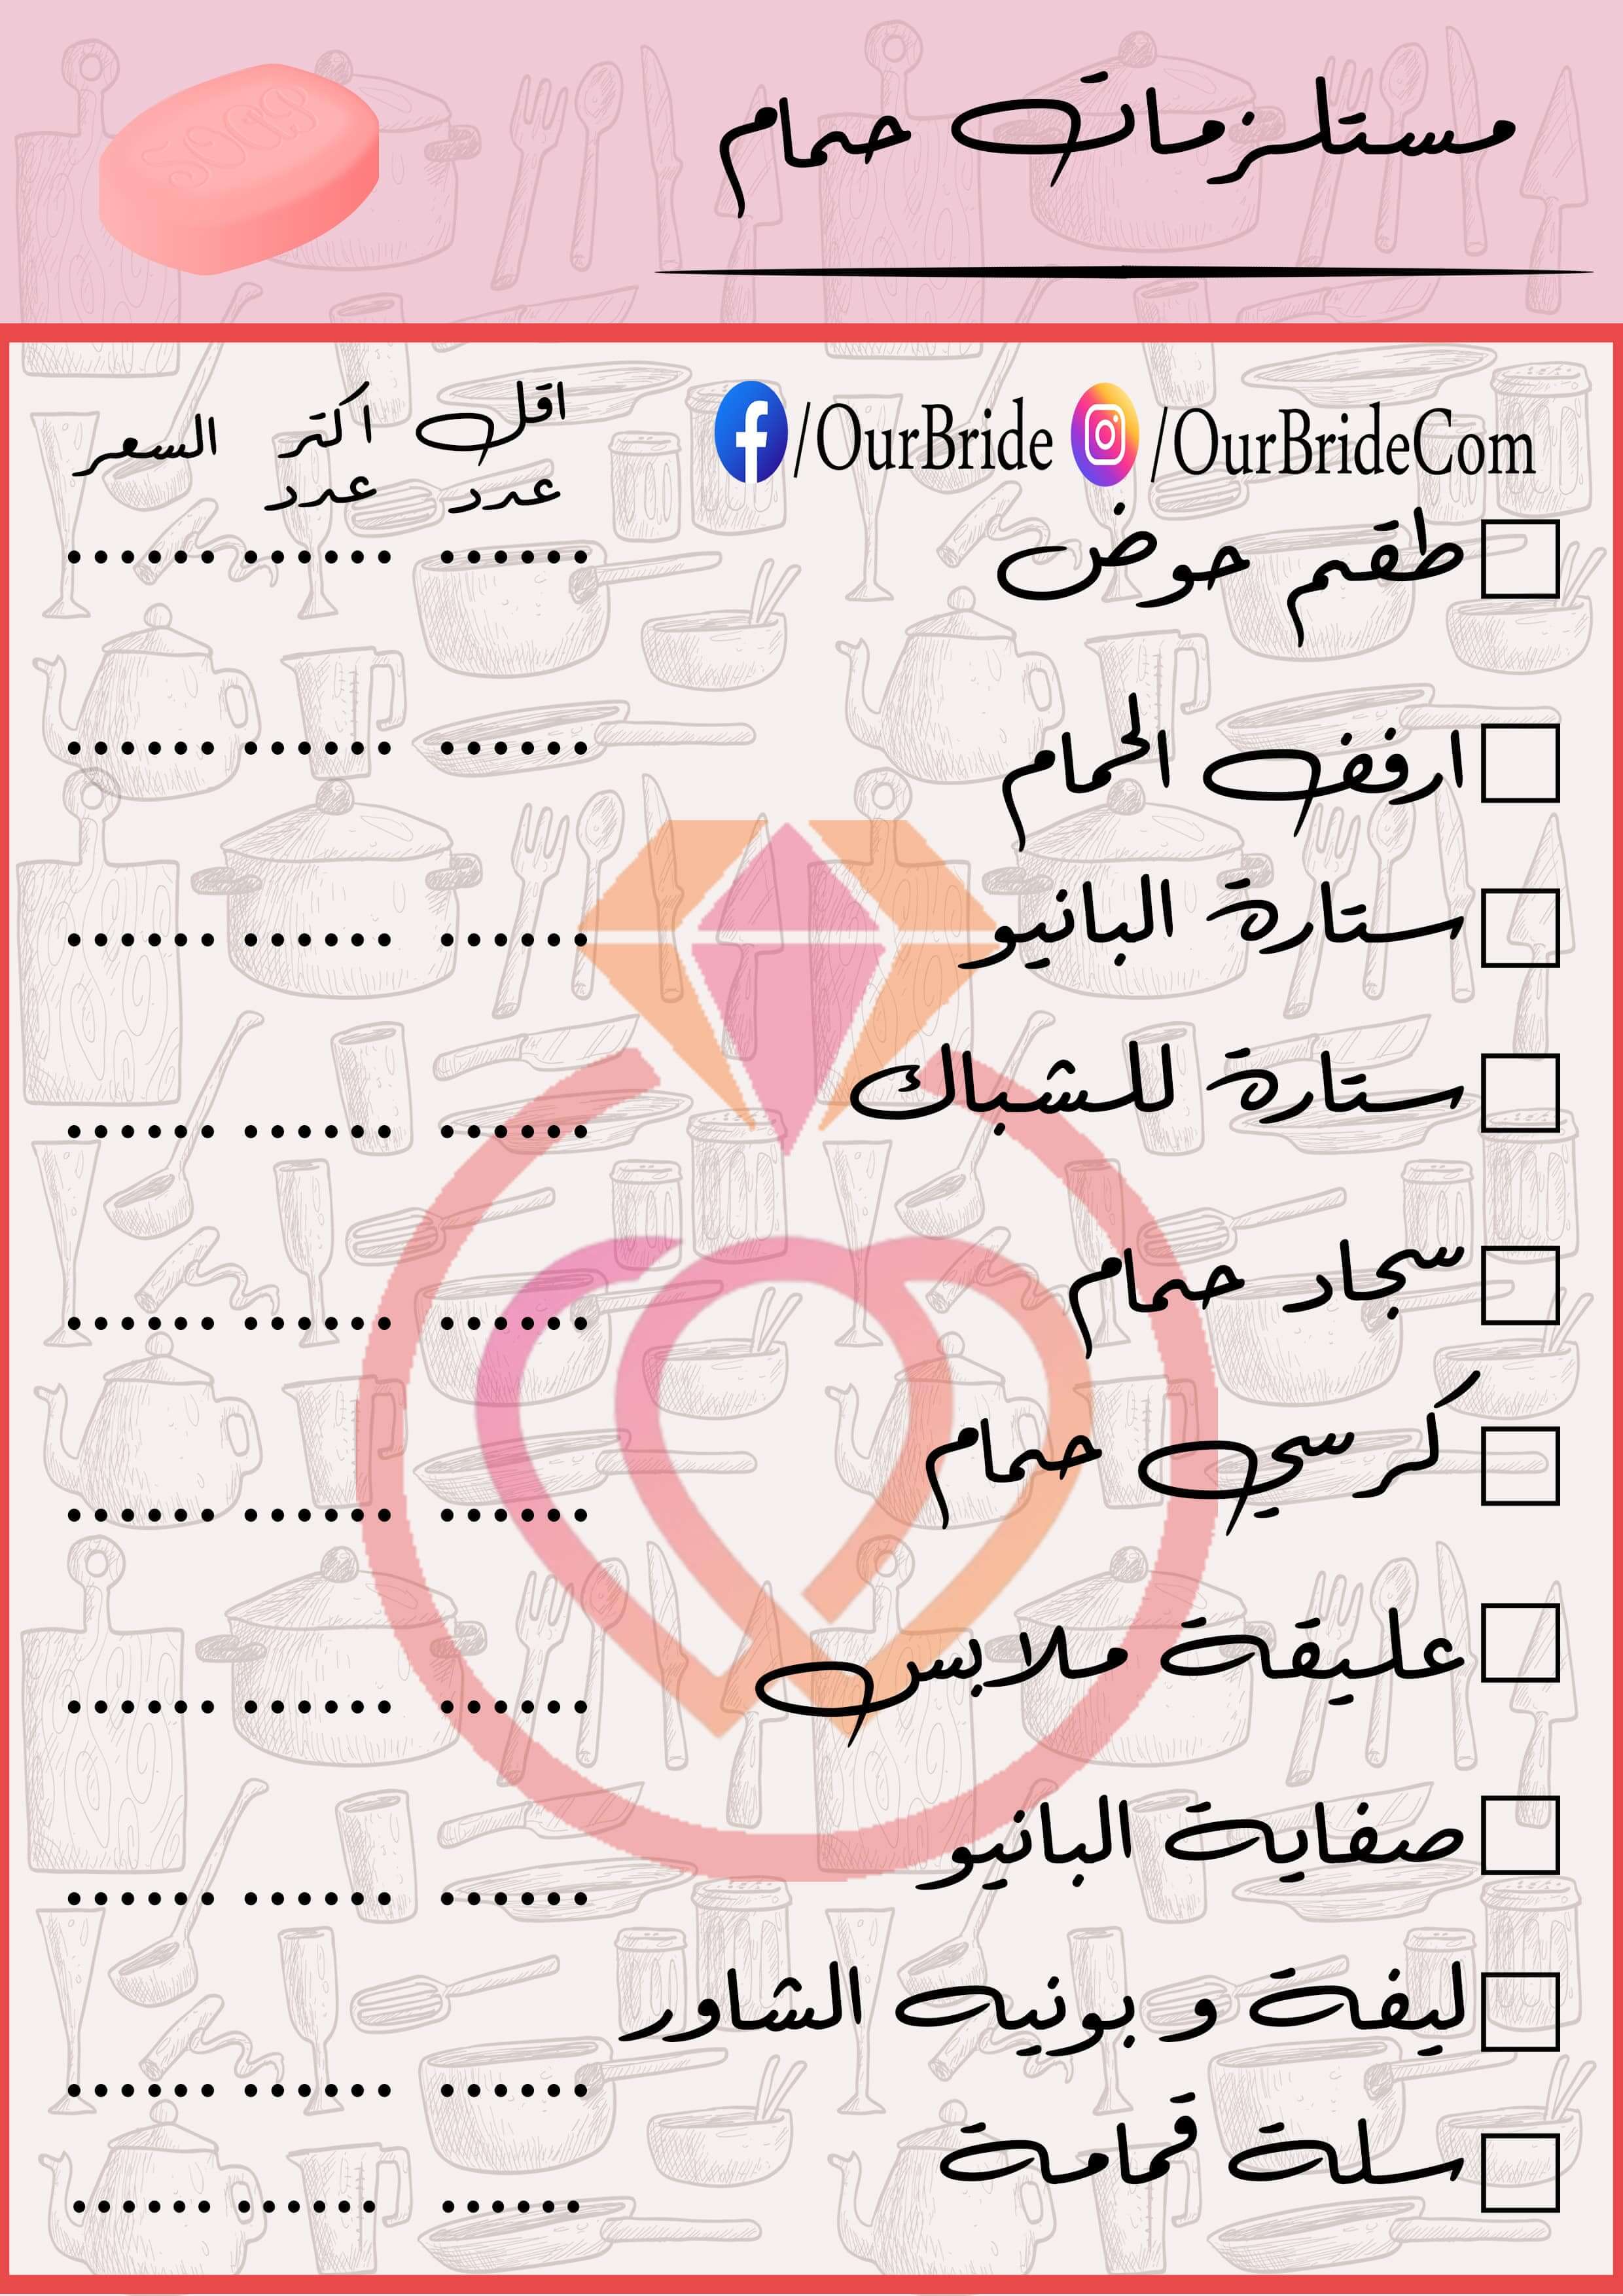 مستلزمات حمام
SOAP
/OurBride /OurBrideCom
اقل عدد اكتر عدد السعر
طقم حوض ...... ...... ......
ارفف الحمام ...... ...... ......
ستارة البانيو ...... ...... ......
ستارة للشباك ...... ...... ......
سجاد حمام ...... ...... ......
كرسي حمام ...... ...... ......
عليقة ملابس ...... ...... ......
صفاية البانيو ...... ...... ......
ليفة و بونيه الشاور ...... ...... ......
سلة قمامة ...... ...... ......